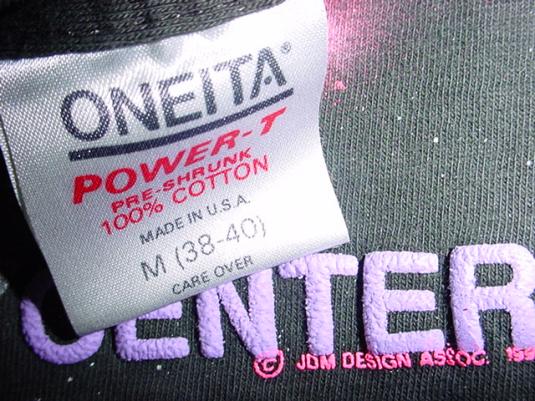 ONEITA®
POWER-T
PRE-SHRUNK
100% COTTON
MADE IN U.S.A.
M (38-40)
CARE OVER
CENTER
© JDM DESIGN ASSOC.